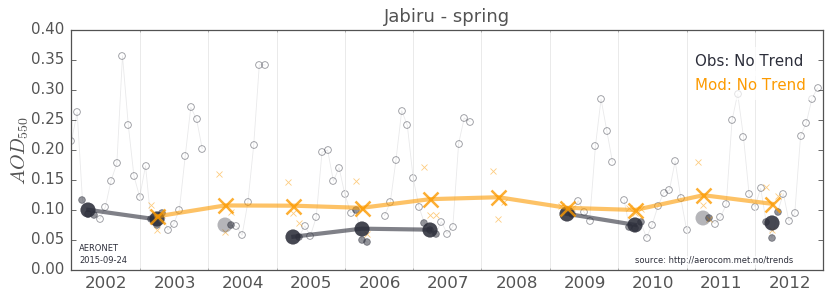 Jabiru - spring
0.40
0.35
0.30
0.25
0.20
0.15
0.10
0.05
0.00
AOD550
Obs: No Trend
Mod: No Trend
AERONET
2015-09-24
source: http://aerocom.met.no/trends
2002 2003 2004 2005 2006 2007 2008 2009 2010 2011 2012